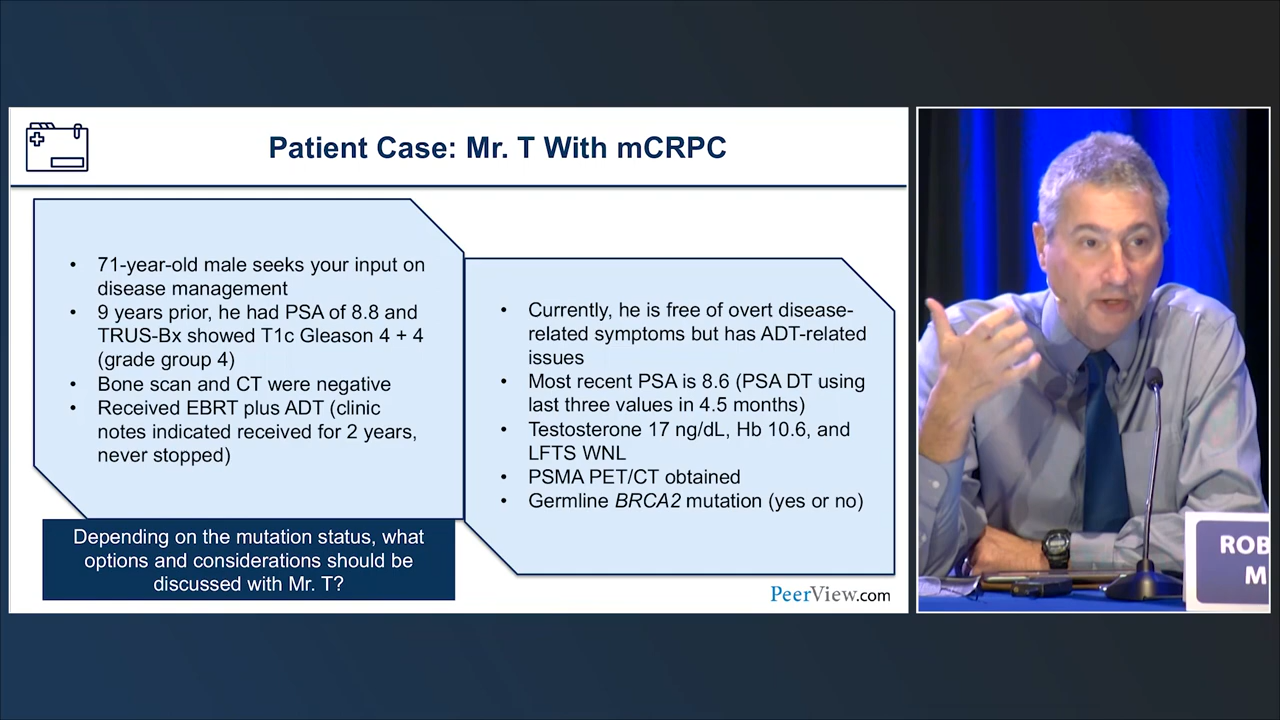 Patient Case: Mr. T With mCRPC
• 71-year-old male seeks your input on
disease management
• 9 years prior, he had PSA of 8.8 and
TRUS-Bx showed T1c Gleason 4 + 4
(grade group 4)
• Bone scan and CT were negative
• Received EBRT plus ADT (clinic
notes indicated received for 2 years,
never stopped)
Depending on the mutation status, what
options and considerations should be
discussed with Mr. T?
• Currently, he is free of overt disease-
related symptoms but has ADT-related
issues
• Most recent PSA is 8.6 (PSA DT using
last three values in 4.5 months)
• Testosterone 17 ng/dL, Hb 10.6, and
LFTS WNL
• PSMA PET/CT obtained
• Germline BRCA2 mutation (yes or no)
PeerView.com
ROB
M